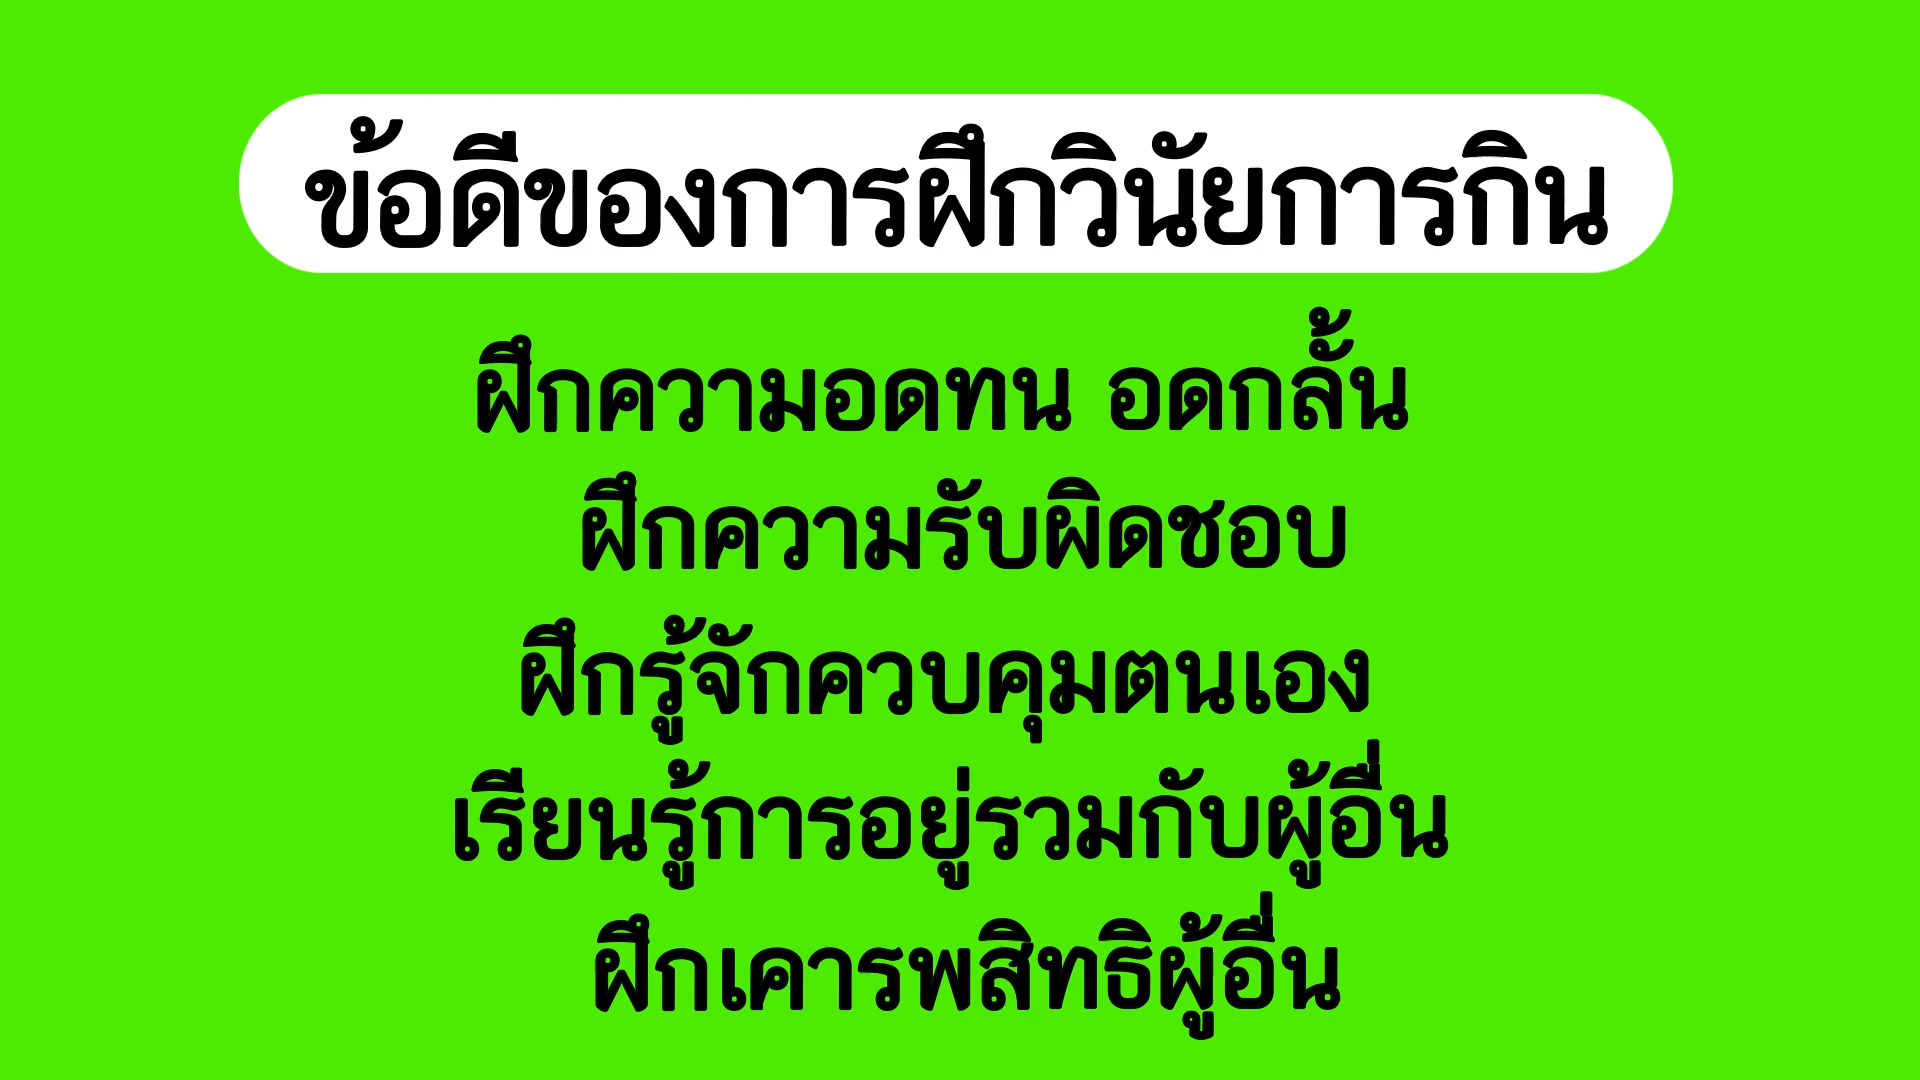 ข้อดีของการฝึกวินัยการกิน
ฝึกความอดทน อดกลั้น
ฝึกความรับผิดชอบ
ฝึกรู้จักควบคุมตนเอง
เรียนรู้การอยู่รวมกับผู้อื่น
ฝึกเคารพสิทธิผู้อื่น